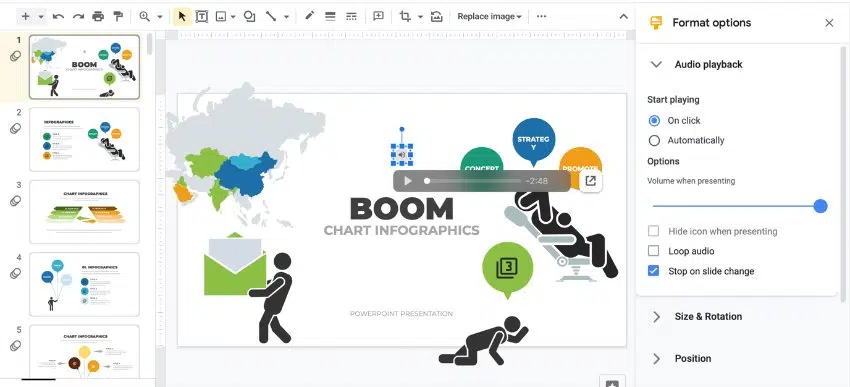 Replace image
Format options
Audio playback
Start playing
On click
Automatically
Options
Volume when presenting
Hide icon when presenting
Loop audio
Stop on slide change
Size & Rotation
Position
1
BOOM
CHART INFOGRAPHICS
2
INFOGRAPHICS
3
CHART INFOGRAPHICS
4
4
5
CHART INFOGRAPHICS
STRATEG
Y
CONCEPT
PROMOTE
-2:48
BOOM
CHART INFOGRAPHICS
3
POWERPOINT PRESENTATION